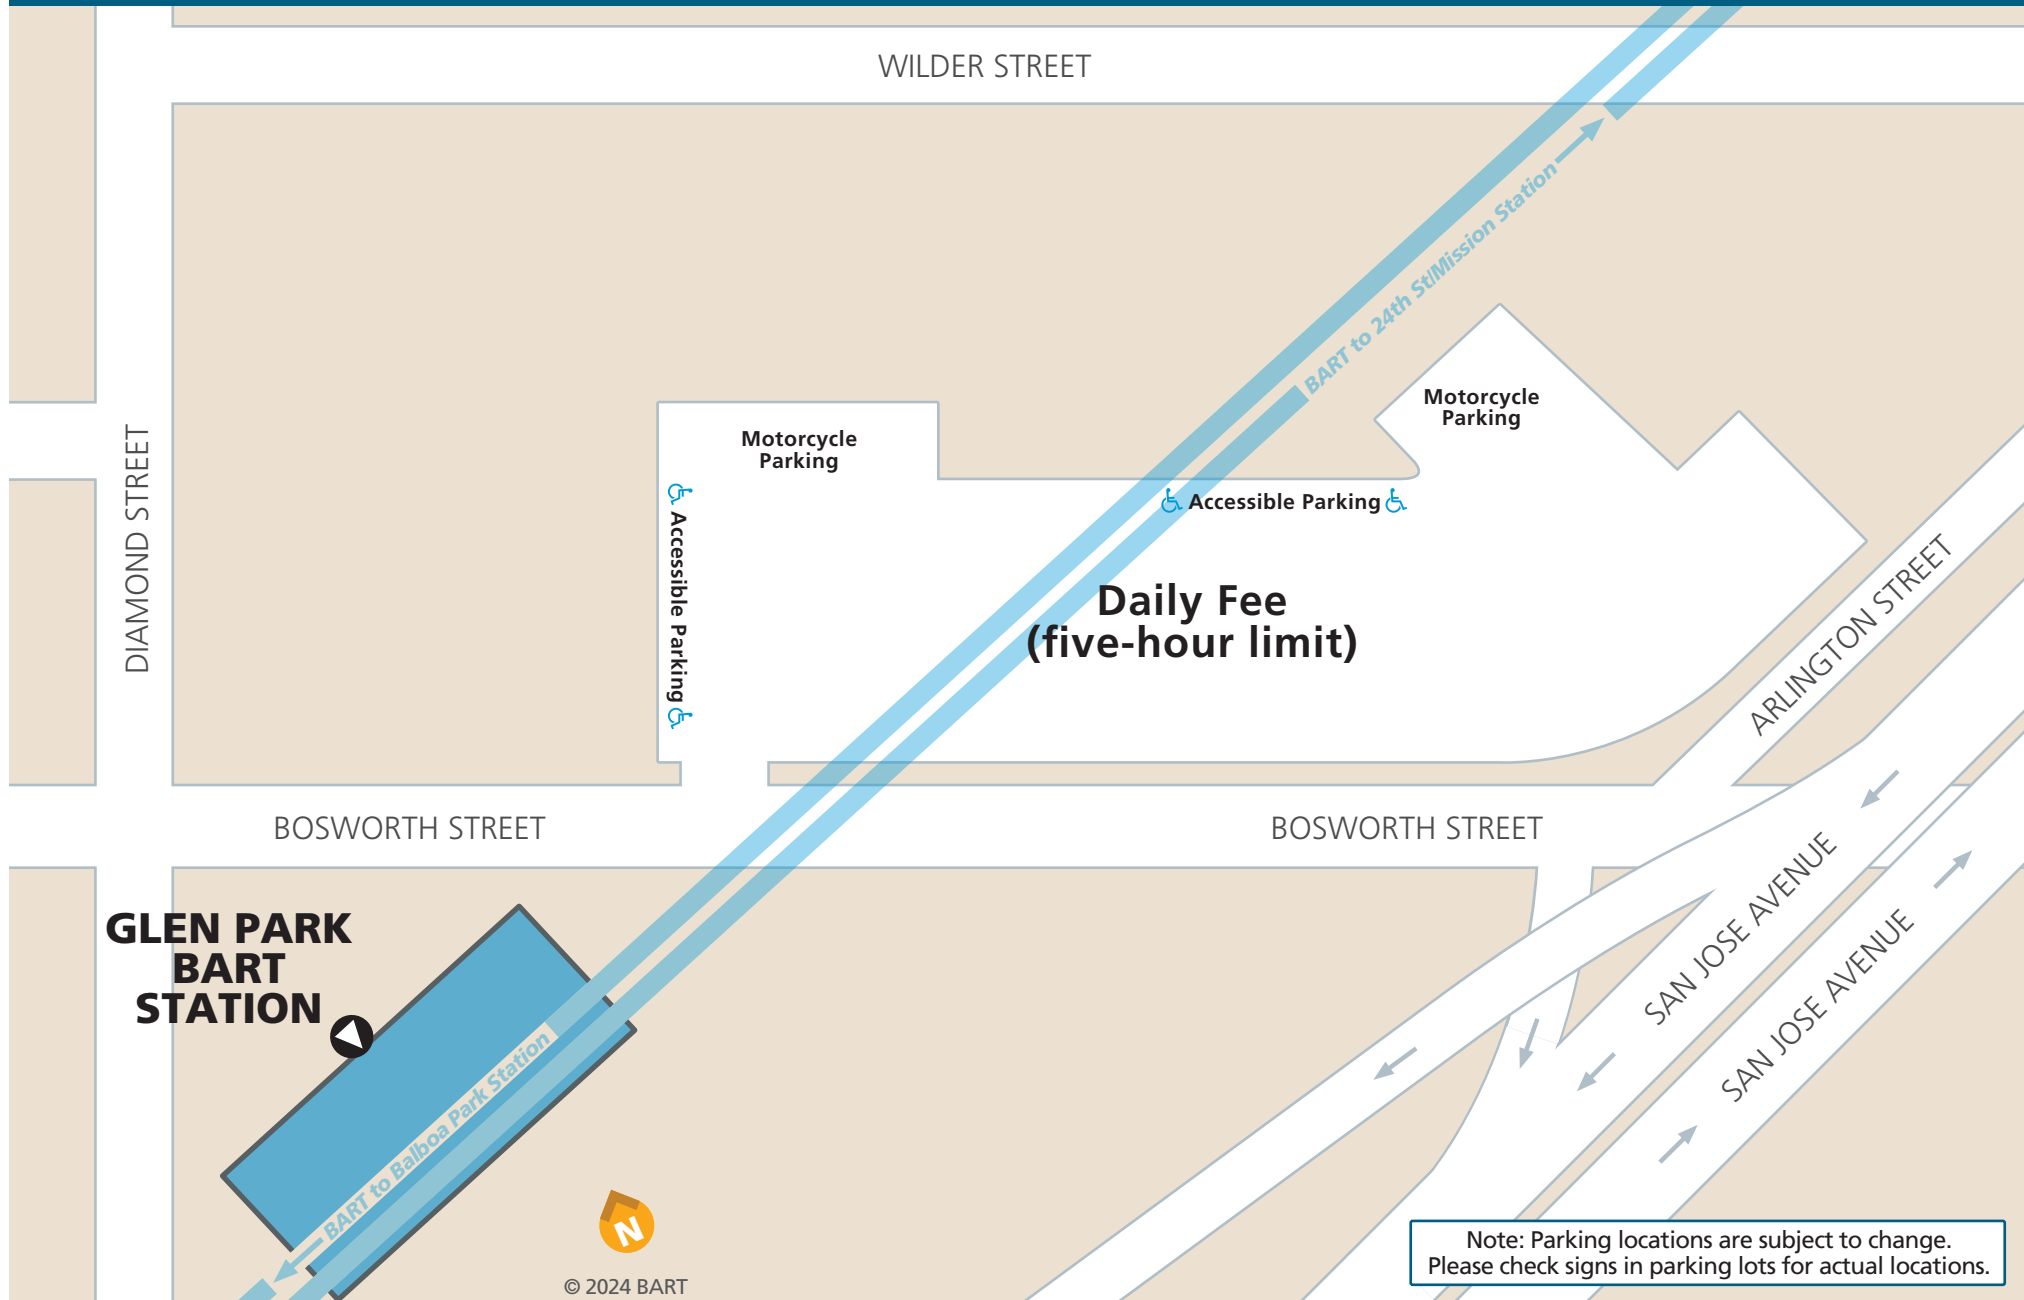 WILDER STREET
BART to 24th St/Mission Station
Motorcycle
Parking
Motorcycle
Parking
DIAMOND STREET
Accessible Parking
Accessible Parking
Daily Fee
(five-hour limit)
ARLINGTON STREET
BOSWORTH STREET
BOSWORTH STREET
SAN JOSE AVENUE
SAN JOSE AVENUE
GLEN PARK
BART
STATION
BART to Balboa Park Station
N
© 2024 BART
Note: Parking locations are subject to change.
Please check signs in parking lots for actual locations.